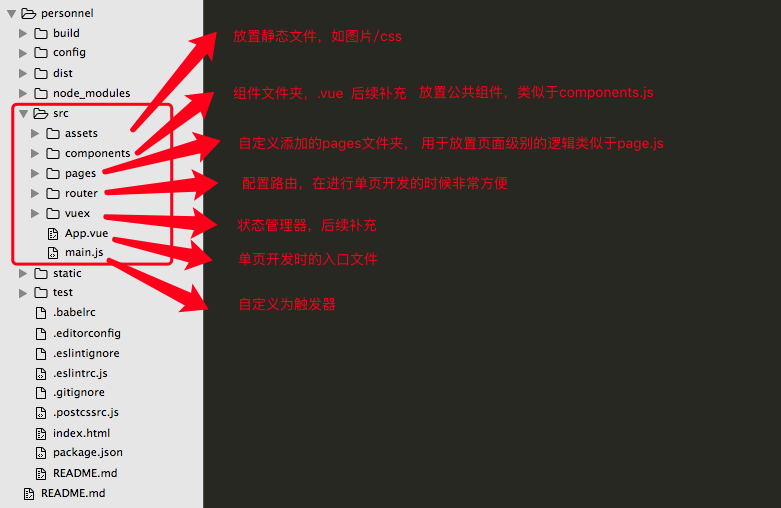 personnel
build
放置静态文件，如图片/css
config
dist
node_modules
组件文件夹，.vue 后续补充 放置公共组件，类似于components.js
src
assets
自定义添加的pages文件夹， 用于放置页面级别的逻辑类似于page.js
components
pages
配置路由，在进行单页开发的时候非常方便
router
vuex
状态管理器，后续补充
App.vue
main.js
单页开发时的入口文件
static
test
自定义为触发器
.babelrc
.editorconfig
.eslintignore
.eslintrc.js
.gitignore
.postcssrc.js
index.html
package.json
README.md
README.md